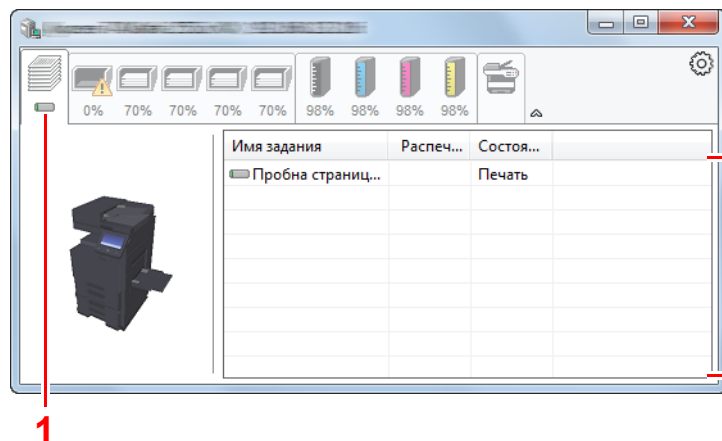 0% 70% 70% 70% 70% 98% 98% 98% 98%
Имя задания Распеч... Состоя...
Пробна страниц... Печать
1